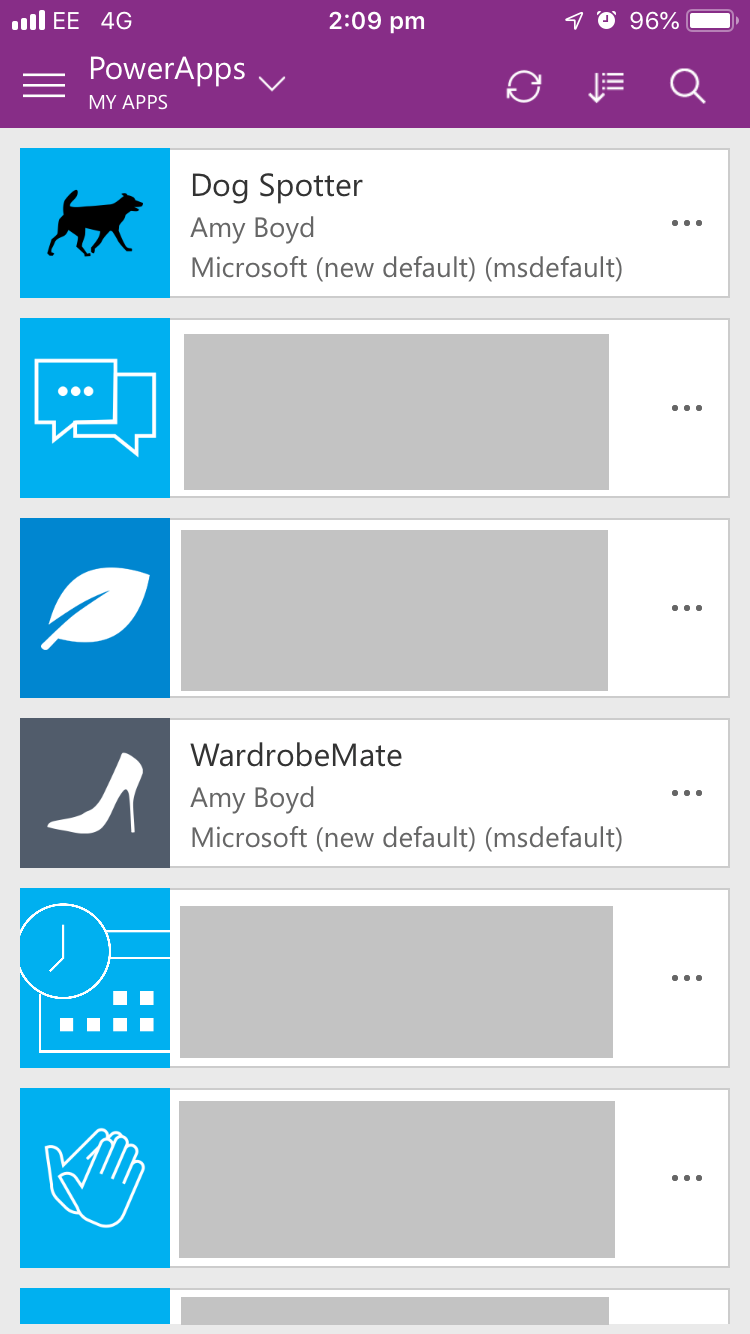 EE 4G 2:09 pm 96%
PowerApps
MY APPS
Dog Spotter
Amy Boyd
Microsoft (new default) (msdefault)
WardrobeMate
Amy Boyd
Microsoft (new default) (msdefault)